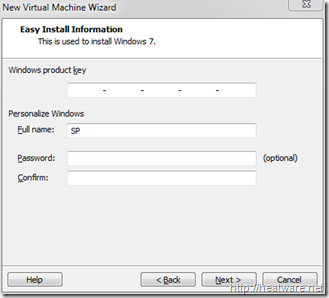 New Virtual Machine Wizard
Easy Install Information
This is used to install Windows 7.
Windows product key
- - - -
Personalize Windows
Full name: SP
Password: (optional)
Confirm:
http://heatware.net
Help < Back Next > Cancel